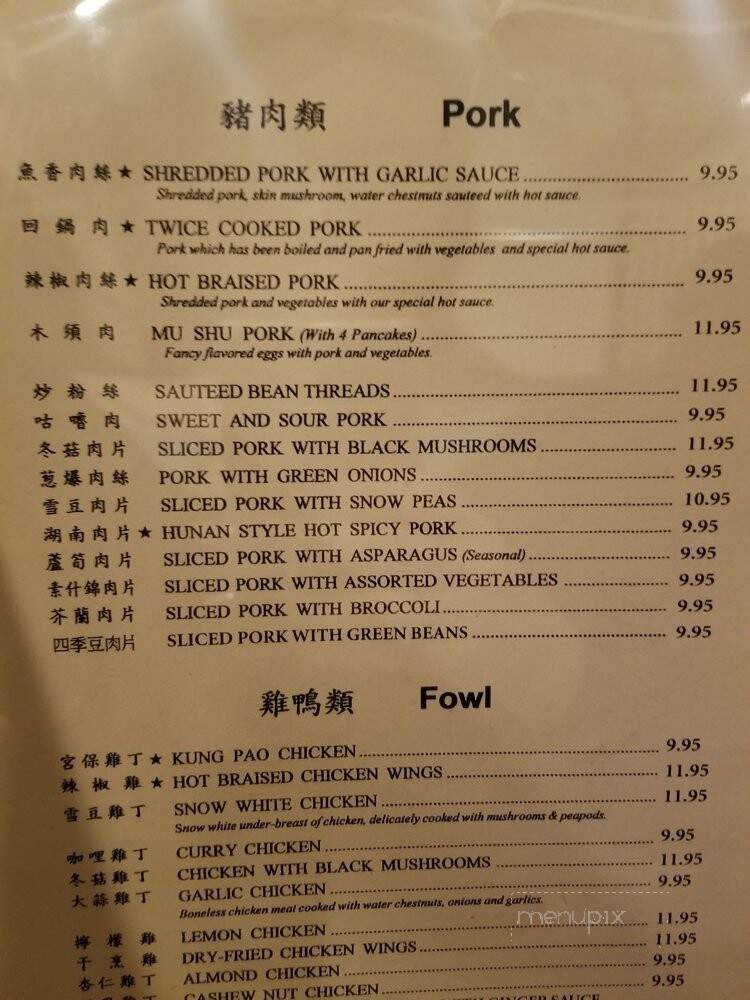 豬肉類 Pork
魚香肉絲 ★ SHREDDED PORK WITH GARLIC SAUCE 9.95
Shredded pork, skin mushroom, water chestnuts sauteed with hot sauce.
回鍋肉 ★ TWICE COOKED PORK 9.95
Pork which has been boiled and pan fried with vegetables and special hot sauce.
辣椒肉絲 ★ HOT BRAISED PORK 9.95
Shredded pork and vegetables with our special hot sauce.
木須肉 MU SHU PORK (With 4 Pancakes) 11.95
Fancy flavored eggs with pork and vegetables.
炒粉絲 SAUTEED BEAN THREADS 11.95
咕嚕肉 SWEET AND SOUR PORK 9.95
冬菇肉片 SLICED PORK WITH BLACK MUSHROOMS 11.95
蔥爆肉絲 PORK WITH GREEN ONIONS 9.95
雪豆肉片 SLICED PORK WITH SNOW PEAS 10.95
湖南肉片 ★ HUNAN STYLE HOT SPICY PORK 9.95
蘆筍肉片 SLICED PORK WITH ASPARAGUS (Seasonal) 9.95
素什錦肉片 SLICED PORK WITH ASSORTED VEGETABLES 9.95
芥蘭肉片 SLICED PORK WITH BROCCOLI 9.95
四季豆肉片 SLICED PORK WITH GREEN BEANS 9.95
雞鴨類 Fowl
宮保雞丁 ★ KUNG PAO CHICKEN 9.95
辣椒雞 ★ HOT BRAISED CHICKEN WINGS 11.95
雪豆雞丁 SNOW WHITE CHICKEN 11.95
Snow white under-breast of chicken, delicately cooked with mushrooms & peapods.
咖哩雞丁 CURRY CHICKEN 9.95
冬菇雞丁 CHICKEN WITH BLACK MUSHROOMS 11.95
大蒜雞丁 GARLIC CHICKEN 9.95
Boneless chicken meat cooked with water chestnuts, onions and garlics.
menupix
檸檬雞 LEMON CHICKEN 11.95
干烹雞 DRY-FRIED CHICKEN WINGS 11.95
杏仁雞丁 ALMOND CHICKEN 9.95
雞丁 CASHEW NUT CHICKEN 9.95
GINGER SAUCE